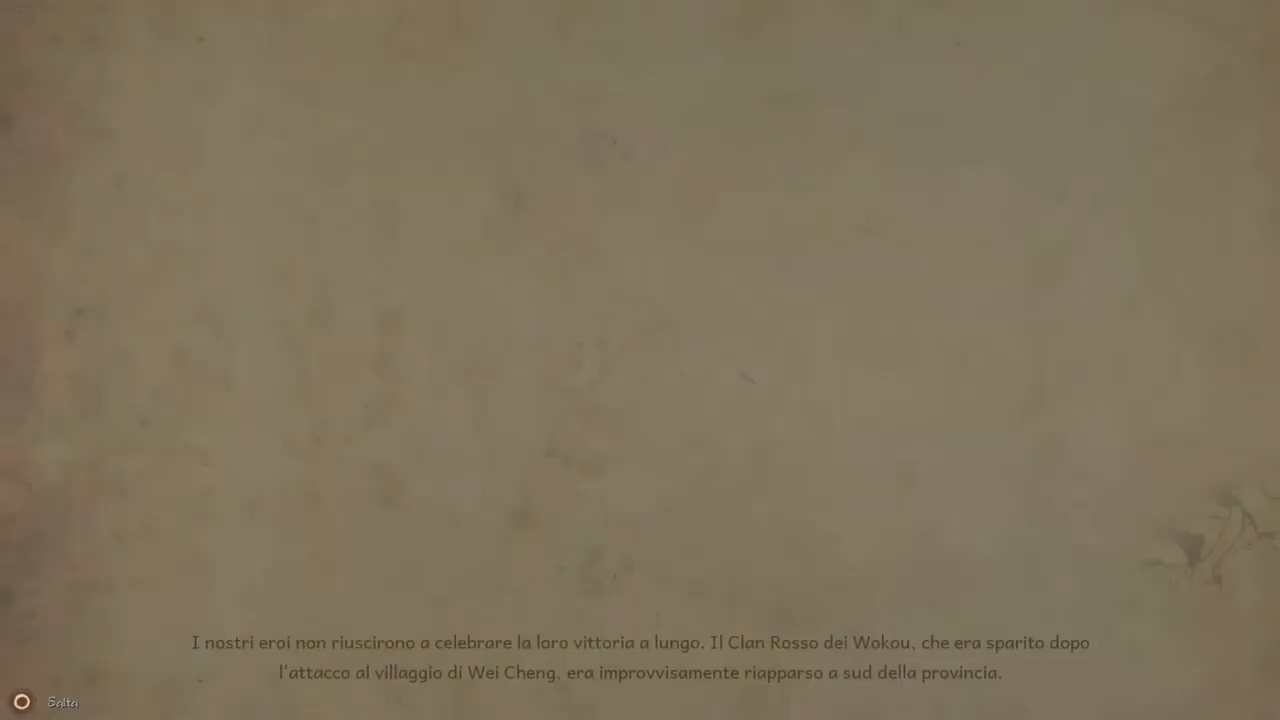 I nostri eroi non riuscirono a celebrare la loro vittoria a lungo. Il Clan Rosso dei Wokou, che era sparito dopo
l'attacco al villaggio di Wei Cheng, era improvvisamente riapparso a sud della provincia.
Salta